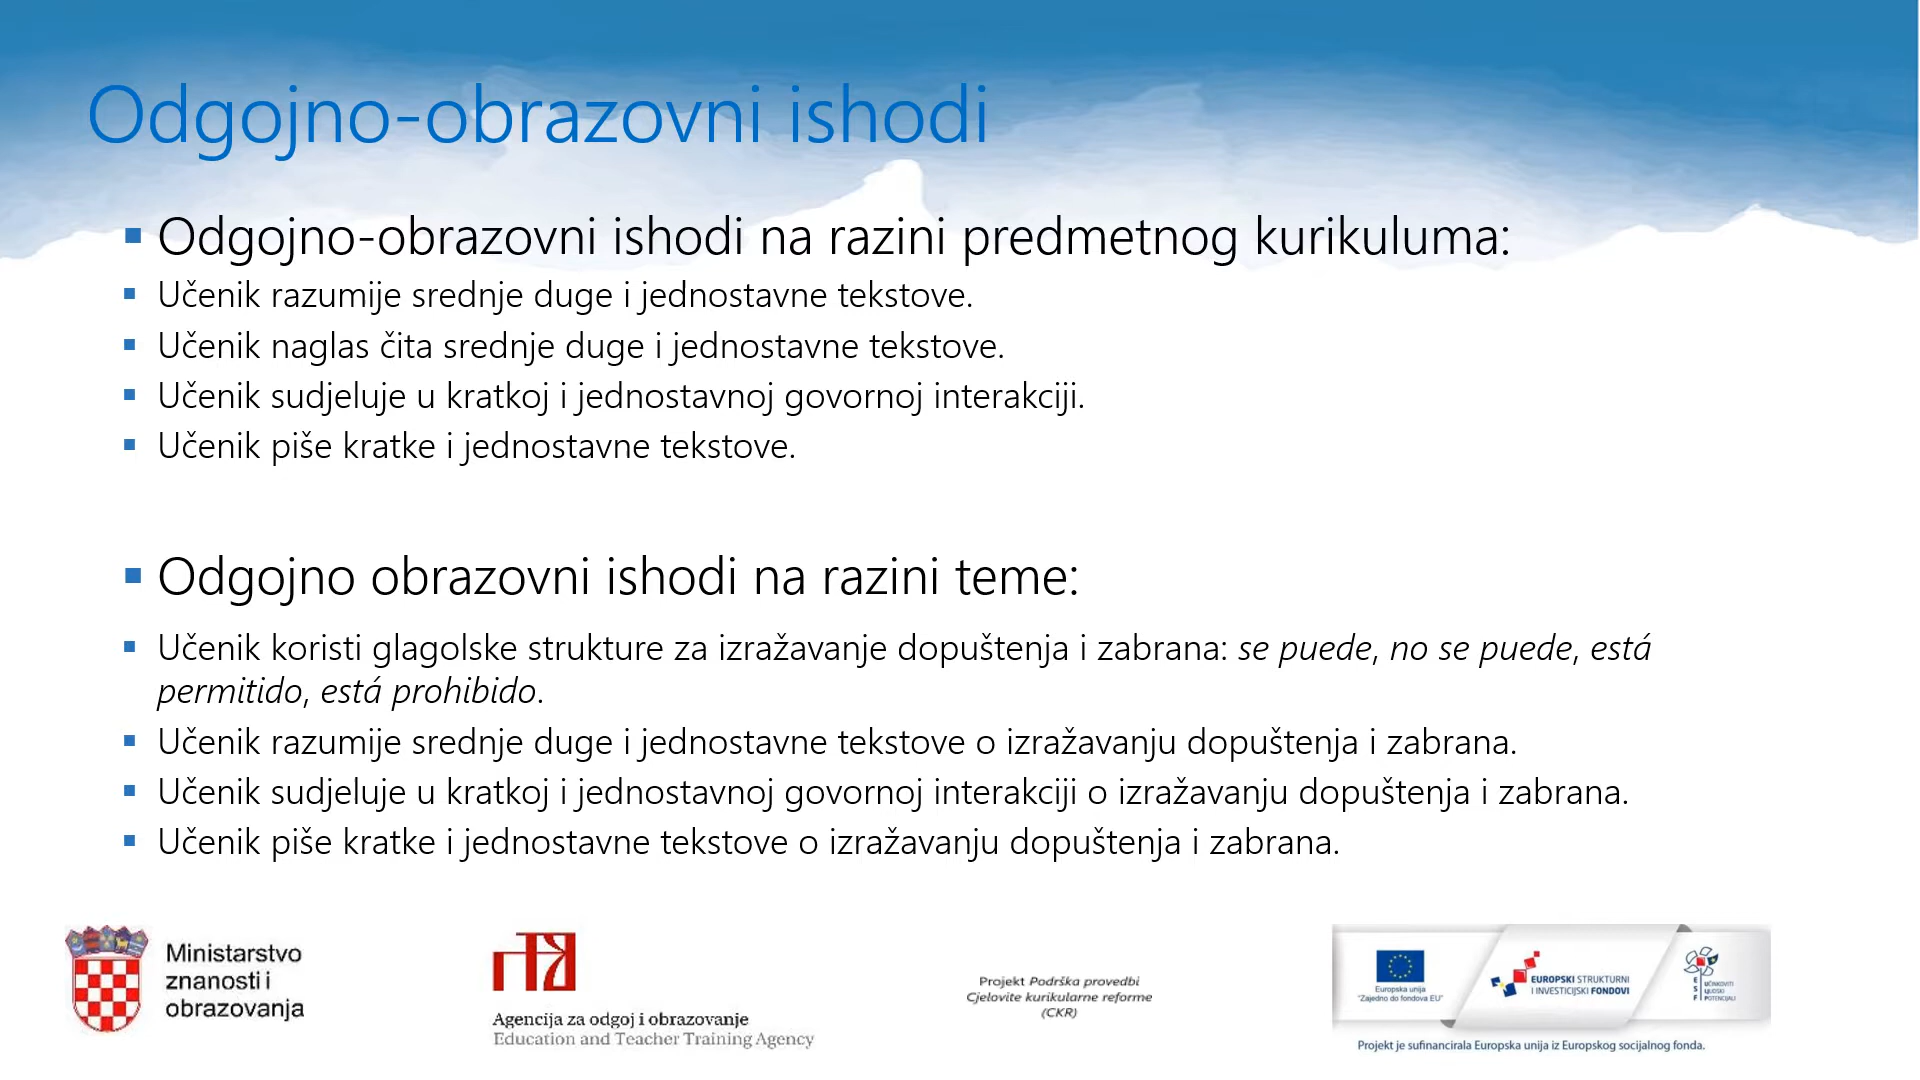 Odgojno-obrazovni ishodi
Odgojno-obrazovni ishodi na razini predmetnog kurikuluma:
Učenik razumije srednje duge i jednostavne tekstove.
Učenik naglas čita srednje duge i jednostavne tekstove.
Učenik sudjeluje u kratkoj i jednostavnoj govornoj interakciji.
Učenik piše kratke i jednostavne tekstove.
Odgojno obrazovni ishodi na razini teme:
Učenik koristi glagolske strukture za izražavanje dopuštenja i zabrana: se puede, no se puede, está
permitido, está prohibido.
Učenik razumije srednje duge i jednostavne tekstove o izražavanju dopuštenja i zabrana.
Učenik sudjeluje u kratkoj i jednostavnoj govornoj interakciji o izražavanju dopuštenja i zabrana.
Učenik piše kratke i jednostavne tekstove o izražavanju dopuštenja i zabrana.
Ministarstvo
znanosti i
obrazovanja
Agencija za odgoj i obrazovanje
Education and Teacher Training Agency
Projekt Podrška provedbi
Cjelovite kurikularne reforme
(CKR)
Europska unija
"Zajedno do fondova EU"
EUROPSKI STRUKTURNI
I INVESTICIJSKI FONDOVI
ESF
UČINKOVITI
LJUDSKI
POTENCIJALI
Projekt je sufinancirala Europska unija iz Europskog socijalnog fonda.